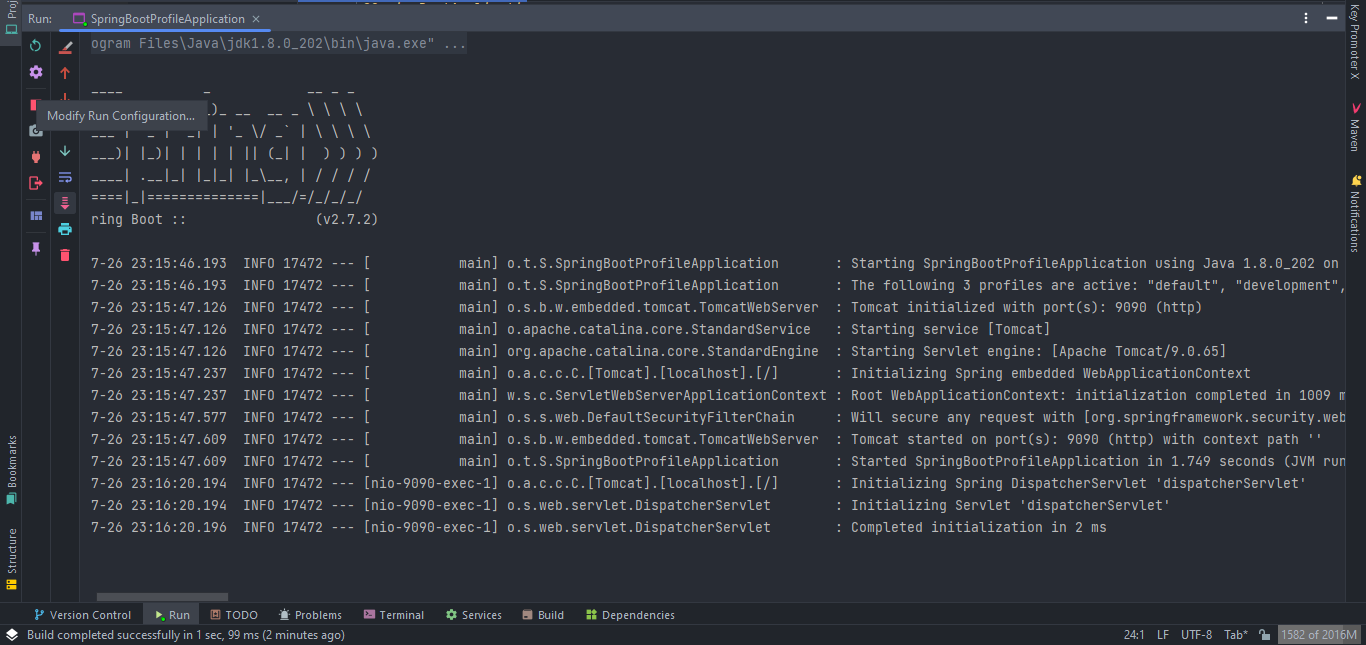 Proj
Run:
SpringBootProfileApplication
Key Promoter X
ogram Files\Java\jdk1.8.0_202\bin\java.exe" ...
Modify Run Configuration...
ring Boot ::                (v2.7.2)
Maven
Notifications
7-26 23:15:46.193  INFO 17472 --- [           main] o.t.S.SpringBootProfileApplication       : Starting SpringBootProfileApplication using Java 1.8.0_202 on
7-26 23:15:46.193  INFO 17472 --- [           main] o.t.S.SpringBootProfileApplication       : The following 3 profiles are active: "default", "development",
7-26 23:15:47.126  INFO 17472 --- [           main] o.s.b.w.embedded.tomcat.TomcatWebServer  : Tomcat initialized with port(s): 9090 (http)
7-26 23:15:47.126  INFO 17472 --- [           main] o.apache.catalina.core.StandardService   : Starting service [Tomcat]
7-26 23:15:47.126  INFO 17472 --- [           main] org.apache.catalina.core.StandardEngine  : Starting Servlet engine: [Apache Tomcat/9.0.65]
7-26 23:15:47.237  INFO 17472 --- [           main] o.a.c.c.C.[Tomcat].[localhost].[/]       : Initializing Spring embedded WebApplicationContext
7-26 23:15:47.237  INFO 17472 --- [           main] w.s.c.ServletWebServerApplicationContext : Root WebApplicationContext: initialization completed in 1009 m
7-26 23:15:47.577  INFO 17472 --- [           main] o.s.s.web.DefaultSecurityFilterChain     : Will secure any request with [org.springframework.security.web
7-26 23:15:47.609  INFO 17472 --- [           main] o.s.b.w.embedded.tomcat.TomcatWebServer  : Tomcat started on port(s): 9090 (http) with context path ''
7-26 23:15:47.609  INFO 17472 --- [           main] o.t.S.SpringBootProfileApplication       : Started SpringBootProfileApplication in 1.749 seconds (JVM run
7-26 23:16:20.194  INFO 17472 --- [nio-9090-exec-1] o.a.c.c.C.[Tomcat].[localhost].[/]       : Initializing Spring DispatcherServlet 'dispatcherServlet'
7-26 23:16:20.194  INFO 17472 --- [nio-9090-exec-1] o.s.web.servlet.DispatcherServlet        : Initializing Servlet 'dispatcherServlet'
7-26 23:16:20.196  INFO 17472 --- [nio-9090-exec-1] o.s.web.servlet.DispatcherServlet        : Completed initialization in 2 ms
Bookmarks
Structure
Version Control Run TODO Problems Terminal Services Build Dependencies
Build completed successfully in 1 sec, 99 ms (2 minutes ago) 24:1 LF UTF-8 Tab* 1582 of 2016M